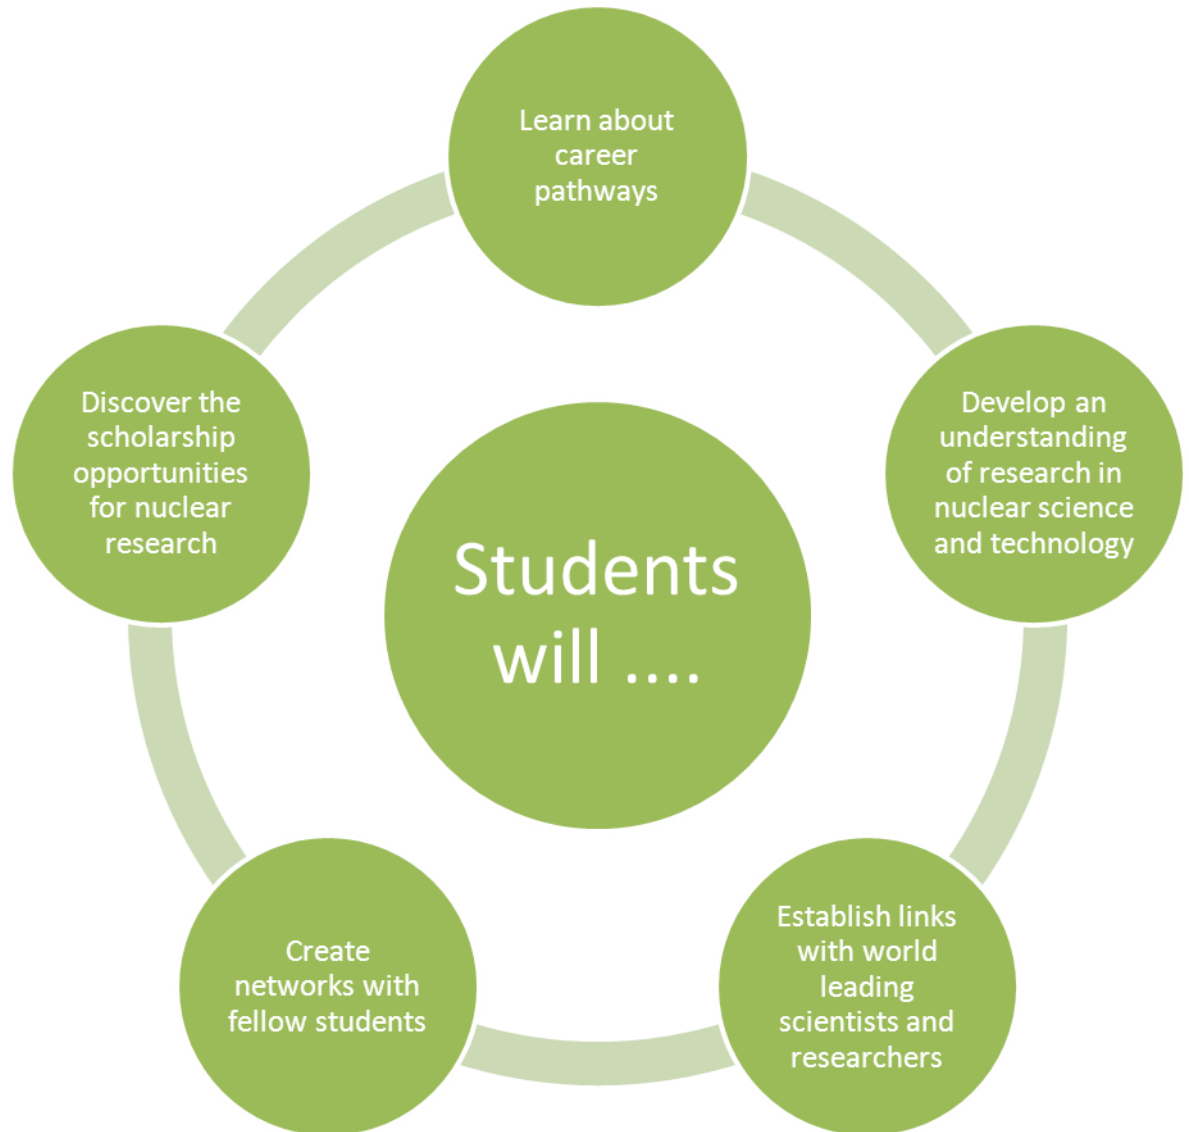 Learn about
career
pathways
Develop an
understanding
of research in
nuclear science
and technology
Establish links
with world
leading
scientists and
researchers
Create
networks with
fellow students
Discover the
scholarship
opportunities
for nuclear
research
Students
will ....